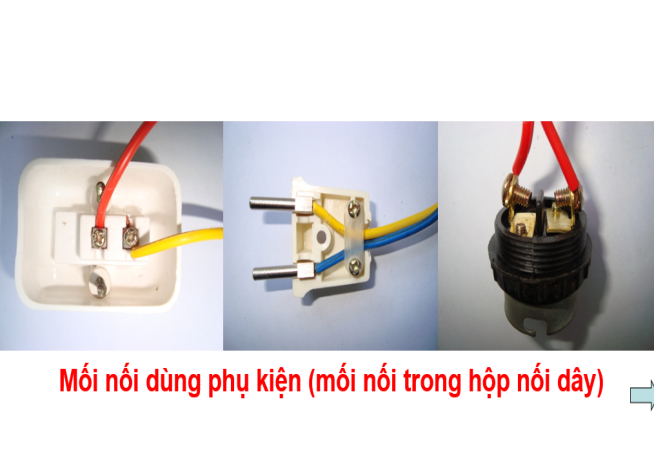 Mối nối dùng phụ kiện (mối nối trong hộp nối dây)